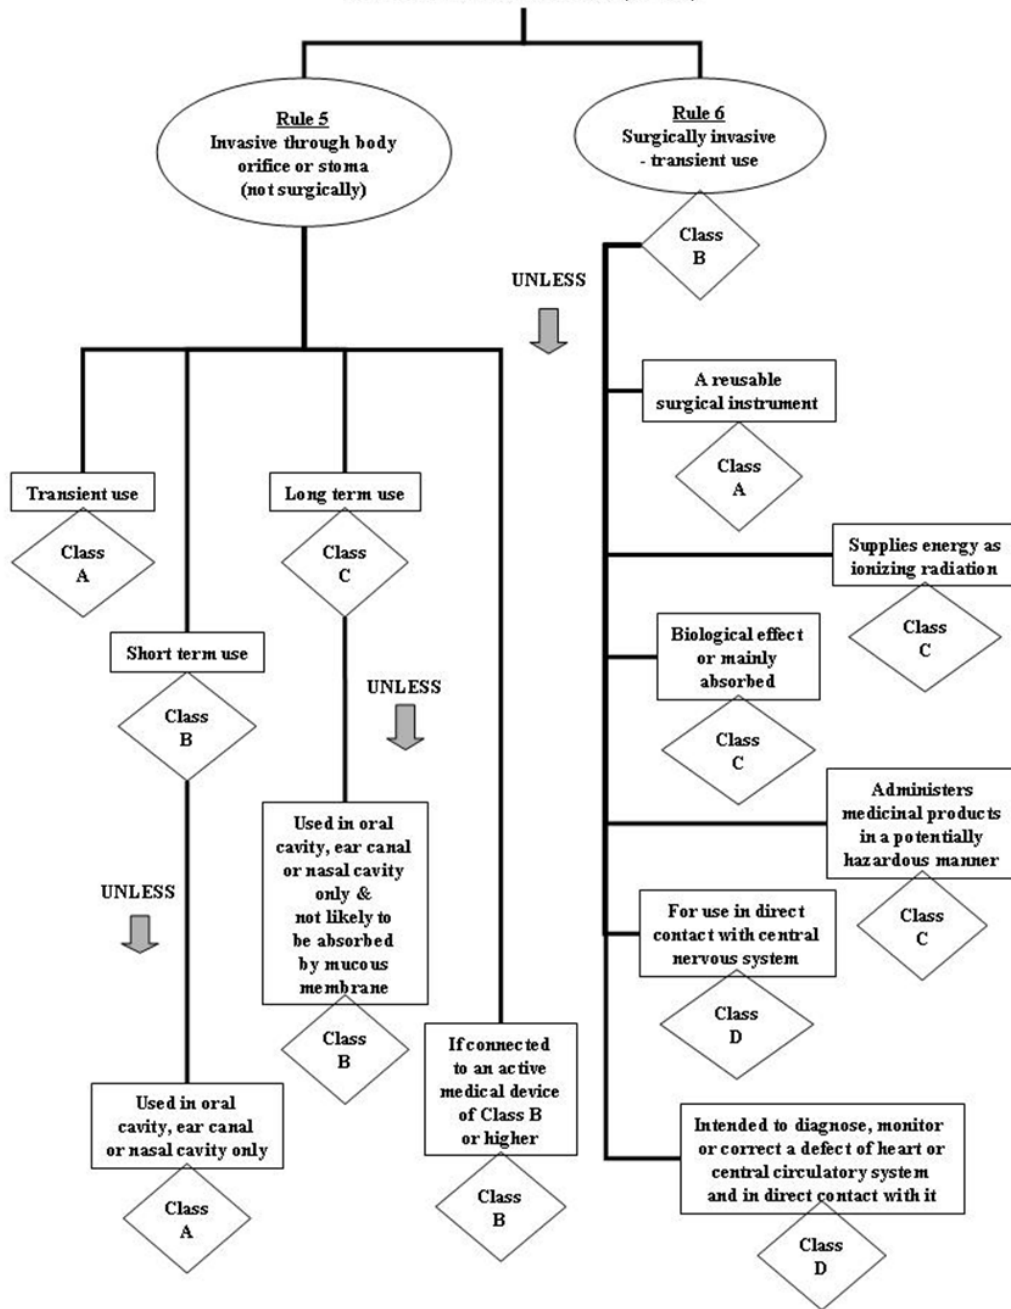 Rule 5
Invasive through body
orifice or stoma
(not surgically)
Rule 6
Surgically invasive
- transient use
Class
B
UNLESS
A reusable
surgical instrument
Class
A
Transient use
Class
A
Long term use
Class
C
Supplies energy as
ionizing radiation
Class
C
Short term use
Class
B
UNLESS
Biological effect
or mainly
absorbed
Class
C
Used in oral
cavity, ear canal
or nasal cavity
only &
not likely to
be absorbed
by mucous
membrane
Class
B
Administers
medicinal products
in a potentially
hazardous manner
Class
C
UNLESS
For use in direct
contact with central
nervous system
Class
D
If connected
to an active
medical device
of Class B
or higher
Class
B
Used in oral
cavity, ear canal
or nasal cavity only
Class
A
Intended to diagnose, monitor
or correct a defect of heart or
central circulatory system
and in direct contact with it
Class
D